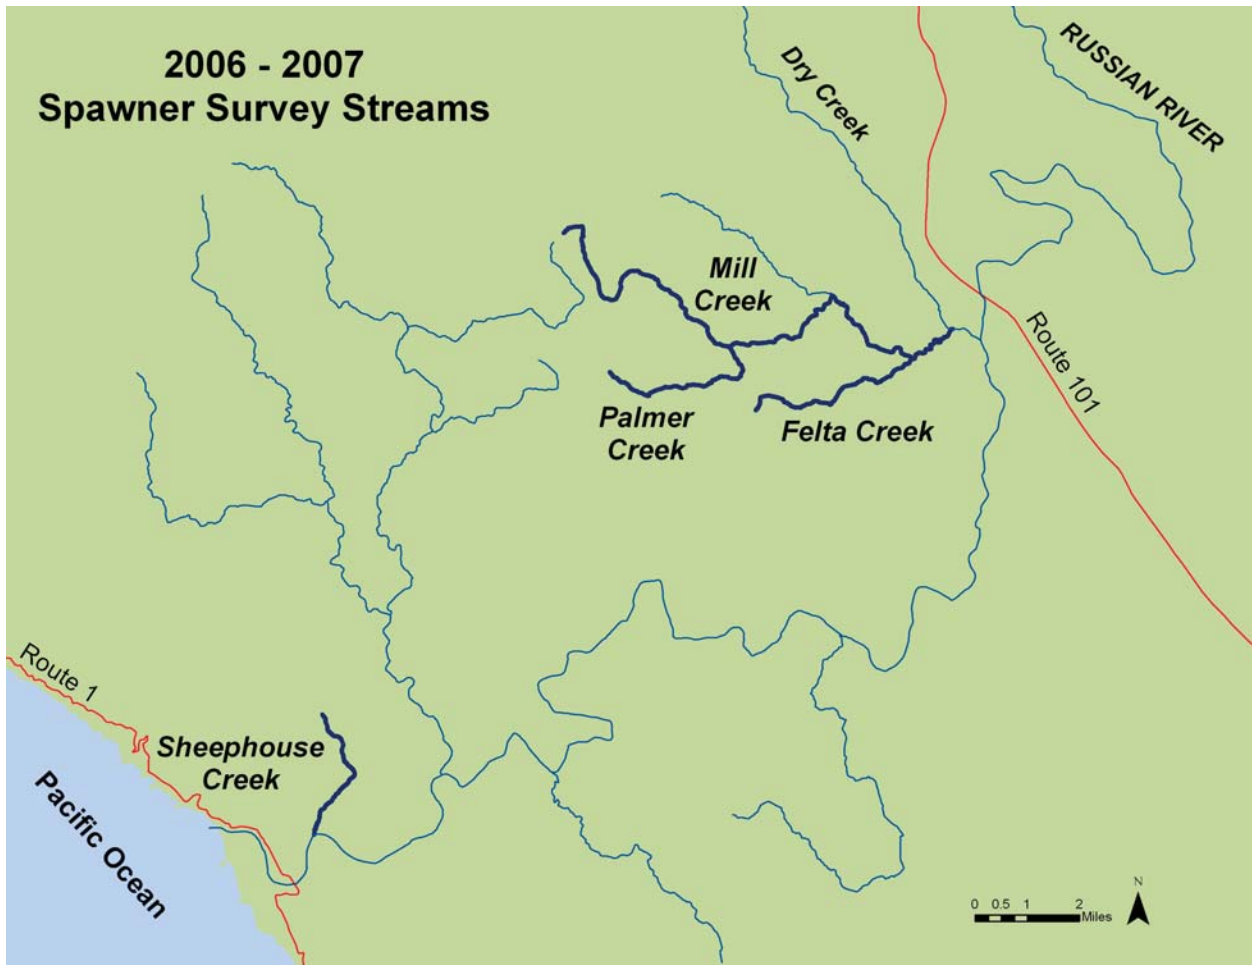 2006 - 2007
Spawner Survey Streams
Dry Creek
RUSSIAN RIVER
Mill
Creek
Route 101
Palmer
Creek
Felta Creek
Route 1
Sheephouse
Creek
Pacific Ocean
N
0 0.5 1 2
Miles